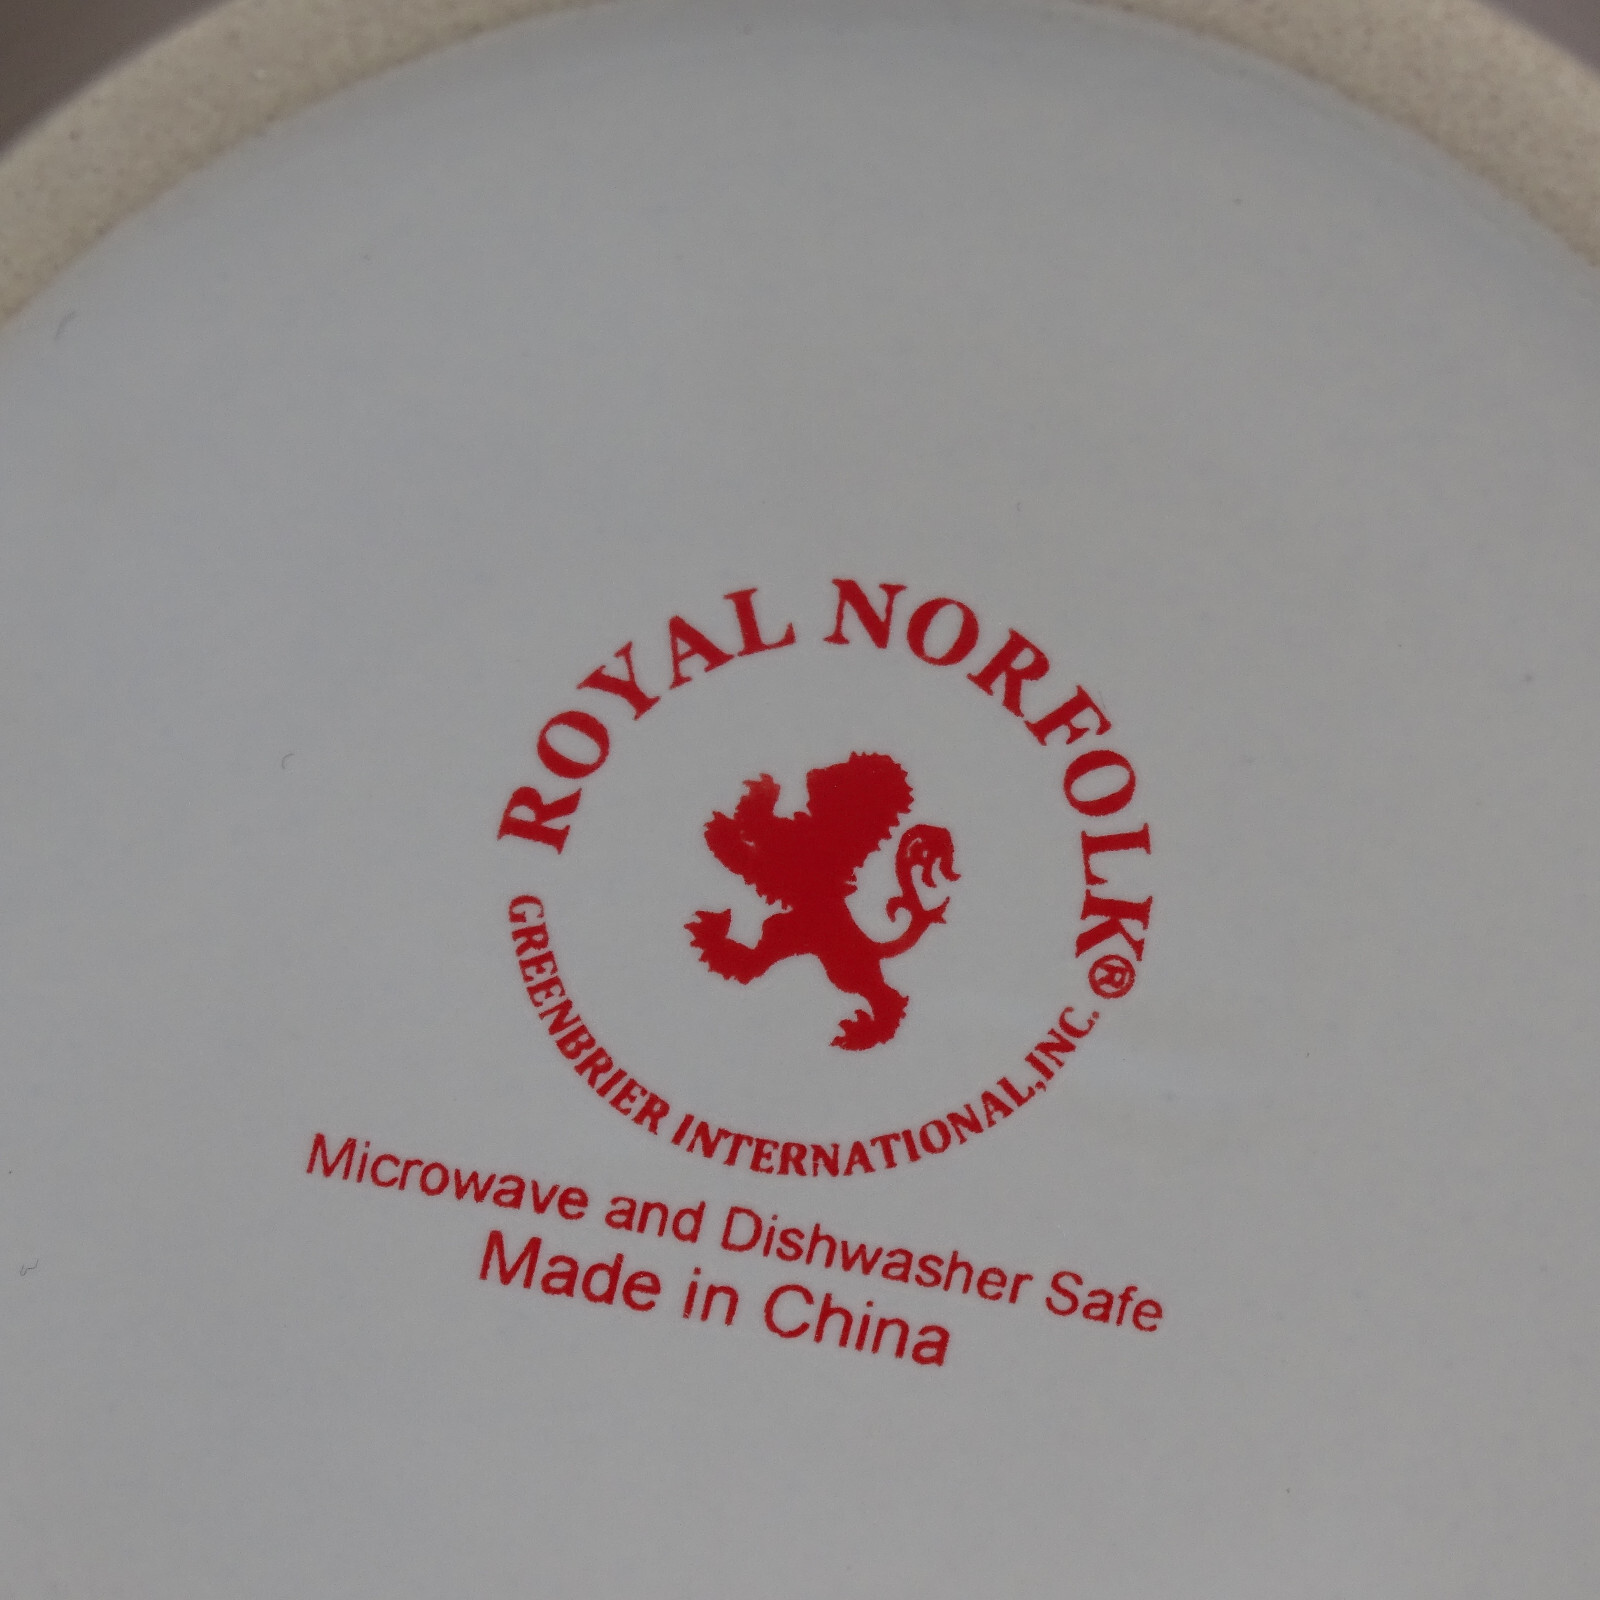 ROYAL NORFOLK®
GREENBRIER INTERNATIONAL,INC.
Microwave and Dishwasher Safe
Made in China